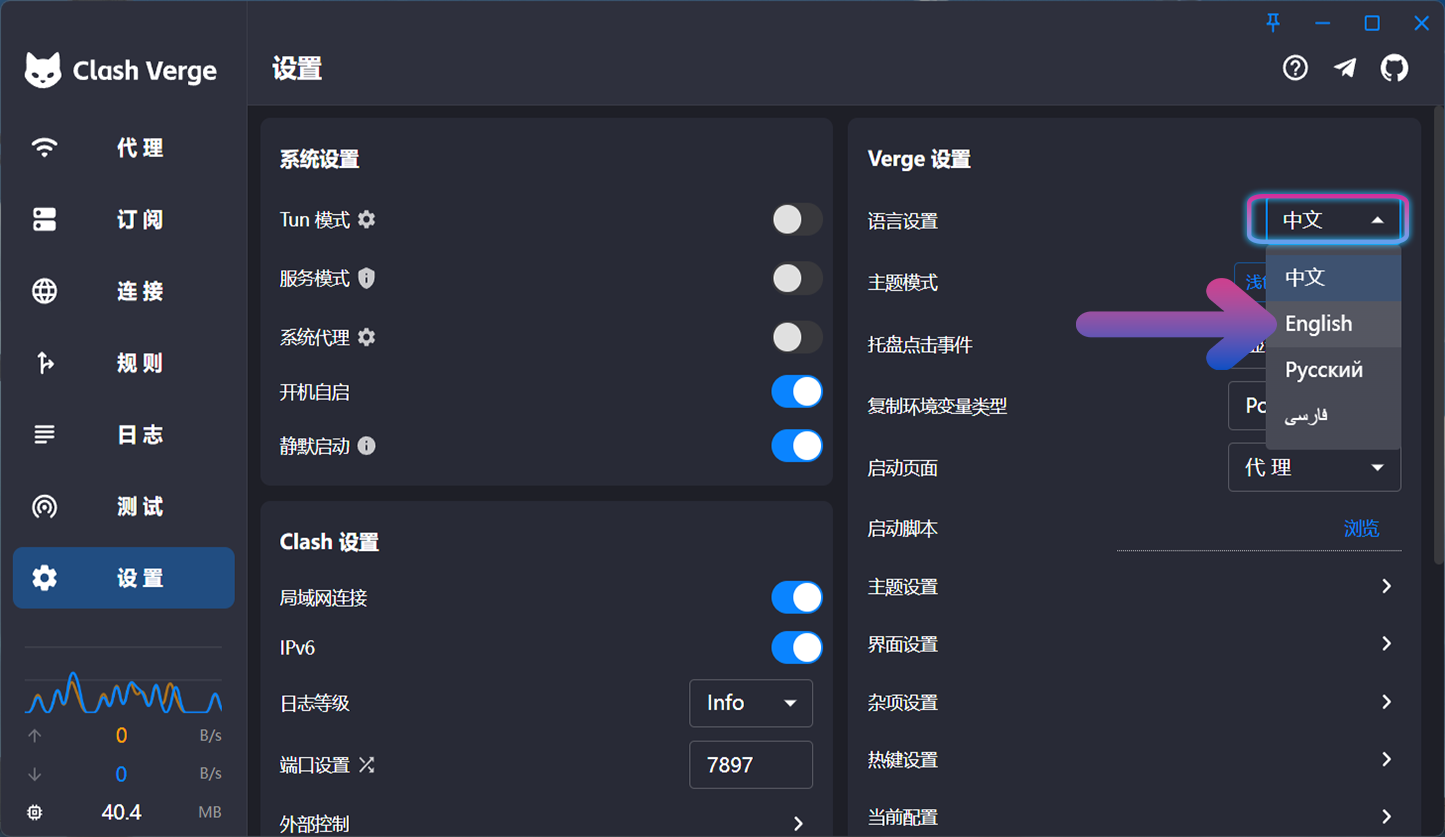 Clash Verge
代 理
订 阅
连 接
规 则
日 志
测 试
设 置
0 B/s
0 B/s
40.4 MB
设置
系统设置
Tun 模式
服务模式
系统代理
开机自启
静默启动
Clash 设置
局域网连接
IPv6
日志等级 Info
端口设置 7897
外部控制
Verge 设置
语言设置 中文
中文
English
Русский
فارسی
主题模式
托盘点击事件
复制环境变量类型
启动页面 代 理
启动脚本 浏览
主题设置
界面设置
杂项设置
热键设置
当前配置